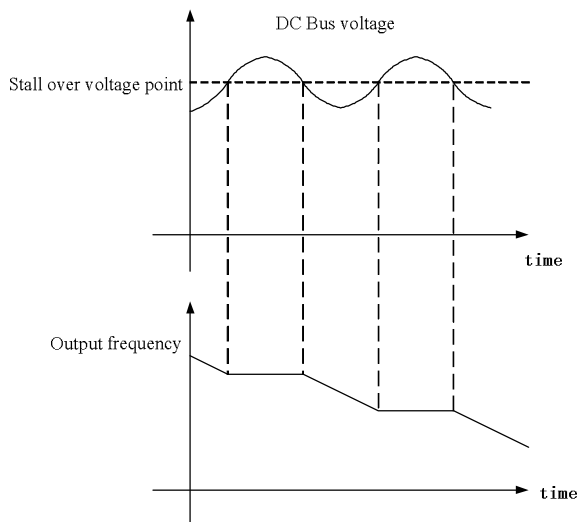 DC Bus voltage
Stall over voltage point
time
Output frequency
time